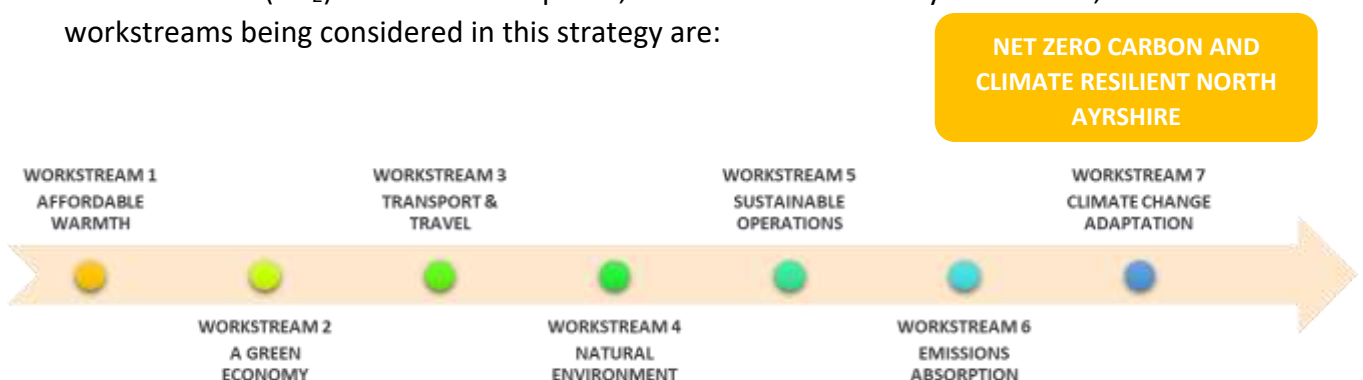 workstreams being considered in this strategy are:
NET ZERO CARBON AND
CLIMATE RESILIENT NORTH
AYRSHIRE
WORKSTREAM 1
AFFORDABLE
WARMTH
WORKSTREAM 2
A GREEN
ECONOMY
WORKSTREAM 3
TRANSPORT &
TRAVEL
WORKSTREAM 4
NATURAL
ENVIRONMENT
WORKSTREAM 5
SUSTAINABLE
OPERATIONS
WORKSTREAM 6
EMISSIONS
ABSORPTION
WORKSTREAM 7
CLIMATE CHANGE
ADAPTATION